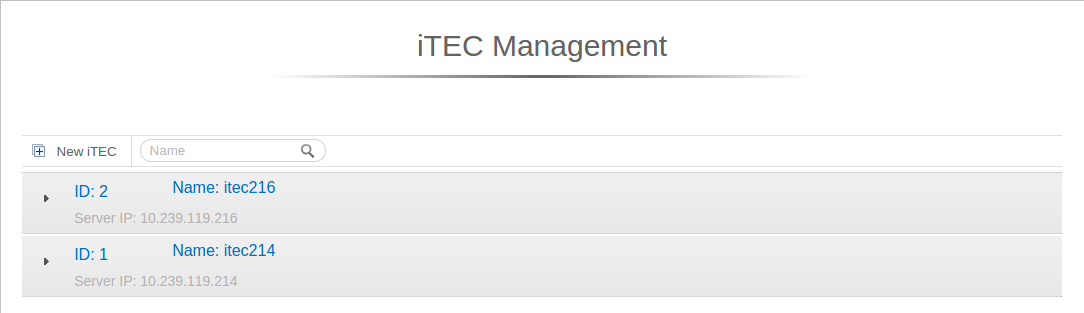 iTEC Management
New iTEC Name
ID: 2 Name: itec216
Server IP: 10.239.119.216
ID: 1 Name: itec214
Server IP: 10.239.119.214